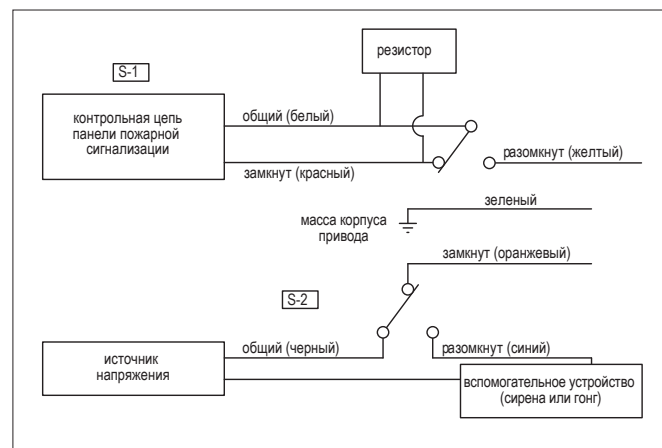 резистор
S-1
контрольная цепь
панели пожарной
сигнализации
общий (белый)
замкнут (красный)
разомкнут (желтый)
зеленый
масса корпуса
привода
замкнут (оранжевый)
S-2
источник
напряжения
общий (черный)
разомкнут (синий)
вспомогательное устройство
(сирена или гонг)